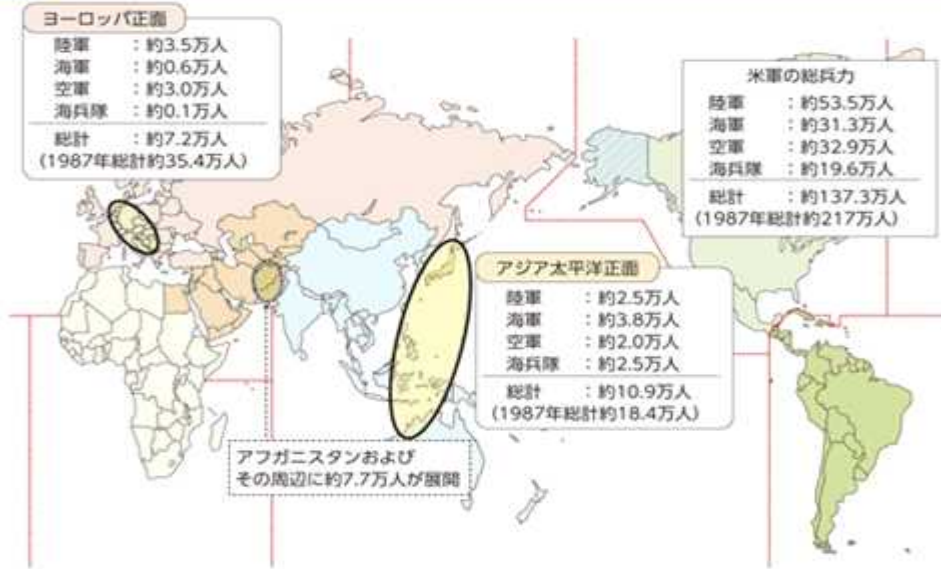 ヨーロッパ正面
陸軍 :約3.5万人
海軍 :約0.6万人
空軍 :約3.0万人
海兵隊 :約0.1万人
総計 :約7.2万人
(1987年総計約35.4万人)
米軍の総兵力
陸軍 :約53.5万人
海軍 :約31.3万人
空軍 :約32.9万人
海兵隊 :約19.6万人
総計 :約137.3万人
(1987年総計約217万人)
アジア太平洋正面
陸軍 :約2.5万人
海軍 :約3.8万人
空軍 :約2.0万人
海兵隊 :約2.5万人
総計 :約10.9万人
(1987年総計約18.4万人)
アフガニスタンおよび
その周辺に約7.7万人が展開